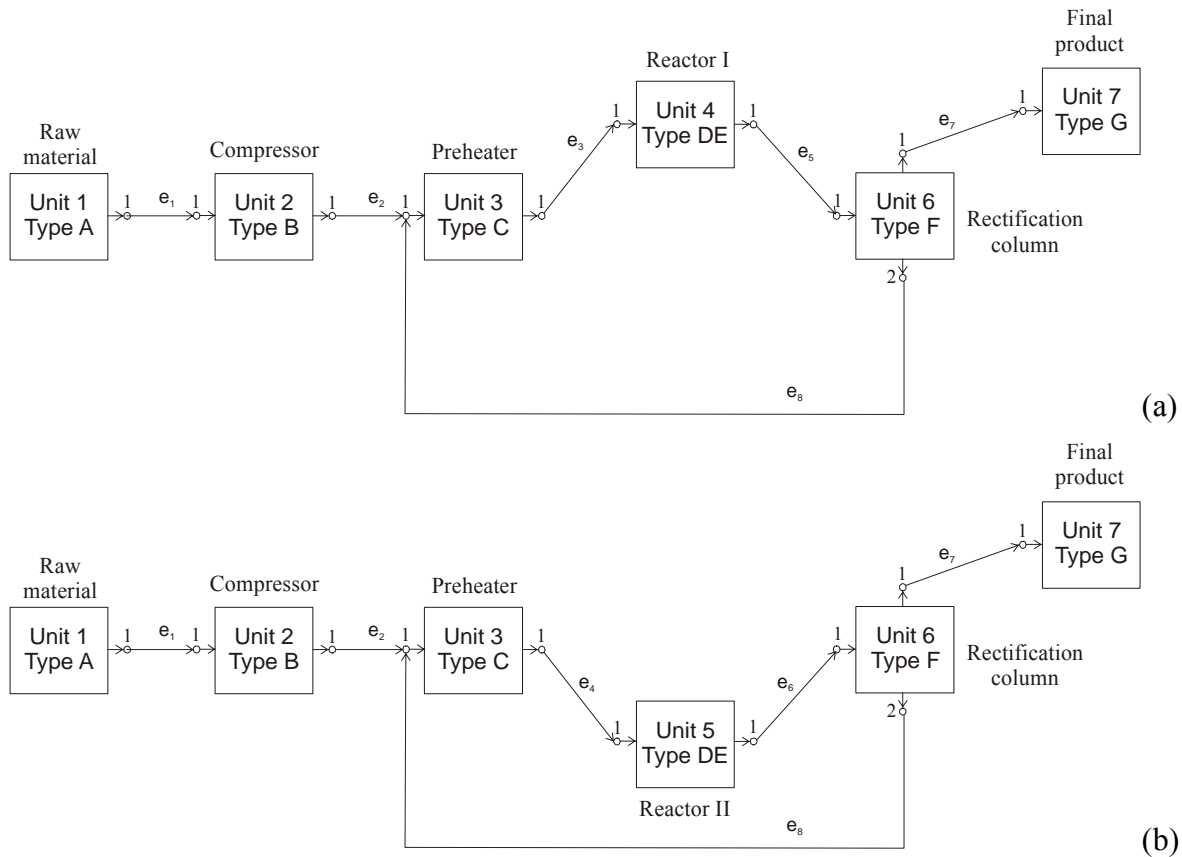 Final
product
Reactor I
1
Unit 7
Type G
e₇
1
Unit 4
Type DE
1
Raw
material
e₃
e₅
1
Compressor
Preheater
Unit 1
Type A
1
e₁
1
Unit 2
Type B
1
e₂
1
Unit 3
Type C
1
1
Unit 6
Type F
Rectification
column
2
e₈
(a)
Final
product
1
Unit 7
Type G
e₇
1
Raw
material
Compressor
Preheater
Unit 1
Type A
1
e₁
1
Unit 2
Type B
1
e₂
1
Unit 3
Type C
1
1
Unit 6
Type F
Rectification
column
e₄
e₆
2
1
Unit 5
Type DE
1
Reactor II
e₈
(b)